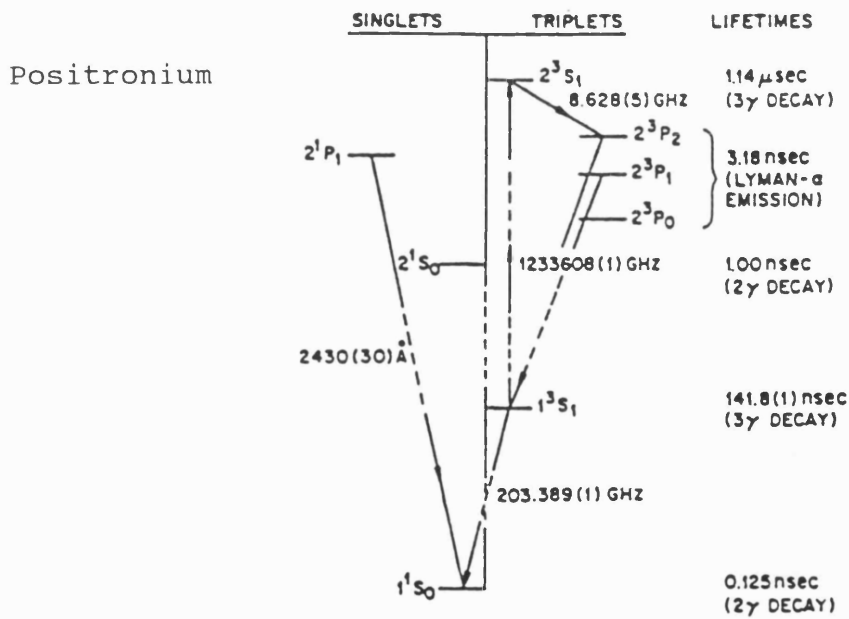 SINGLETS TRIPLETS LIFETIMES
Positronium
2³S₁
1.14 μsec
(3γ DECAY)
8.628(5) GHZ
2³P₂
2¹P₁
2³P₁
2³P₀
3.18 nsec
(LYMAN-α
EMISSION)
2¹S₀
1233608(1) GHZ
1.00 nsec
(2γ DECAY)
2430(30)Å
1³S₁
141.8(1) nsec
(3γ DECAY)
203.389(1) GHZ
1¹S₀
0.125 nsec
(2γ DECAY)